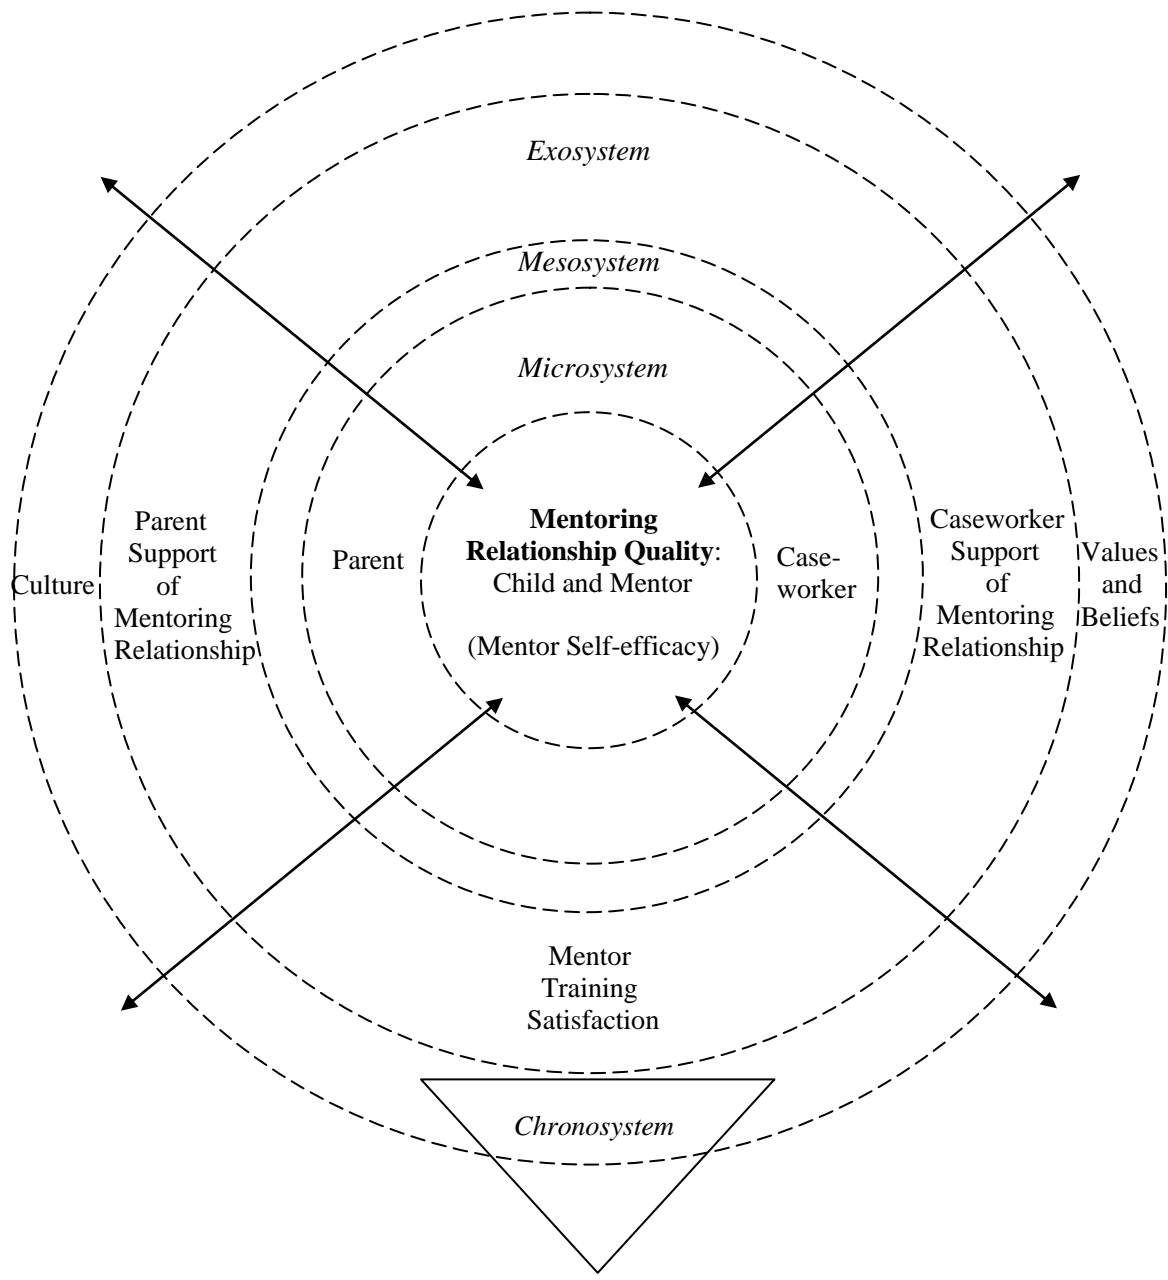 Exosystem
Mesosystem
Microsystem
Mentoring
Relationship Quality:
Child and Mentor
(Mentor Self-efficacy)
Culture
Parent
Support
of
Mentoring
Relationship
Parent
Case-
worker
Caseworker
Support
of
Mentoring
Relationship
Values
and
Beliefs
Mentor
Training
Satisfaction
Chronosystem